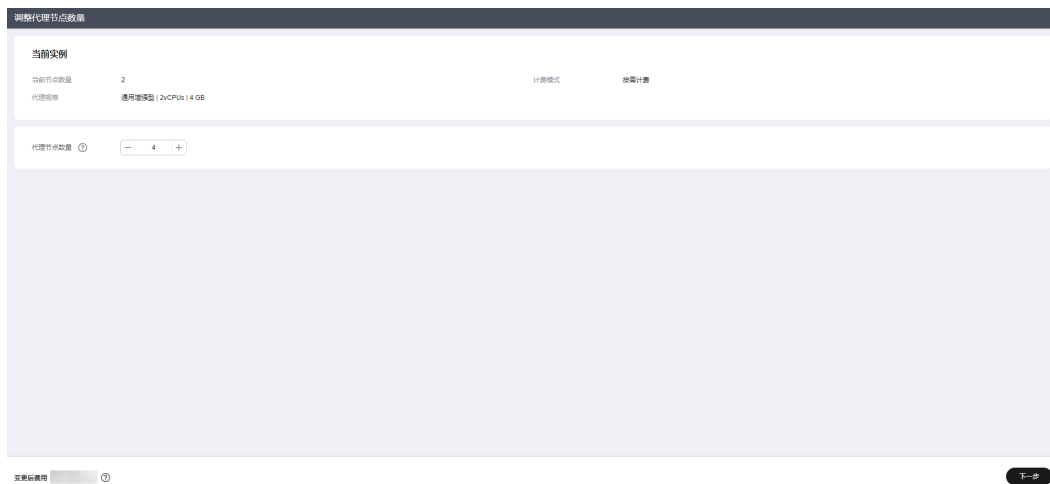 调整代理节点数量
当前实例
当前节点数量 2 计费模式 按需计费
代理规格 通用增强型 | 2vCPUs | 4 GB
代理节点数量 ? − 4 +
变更后费用 ? 下一步